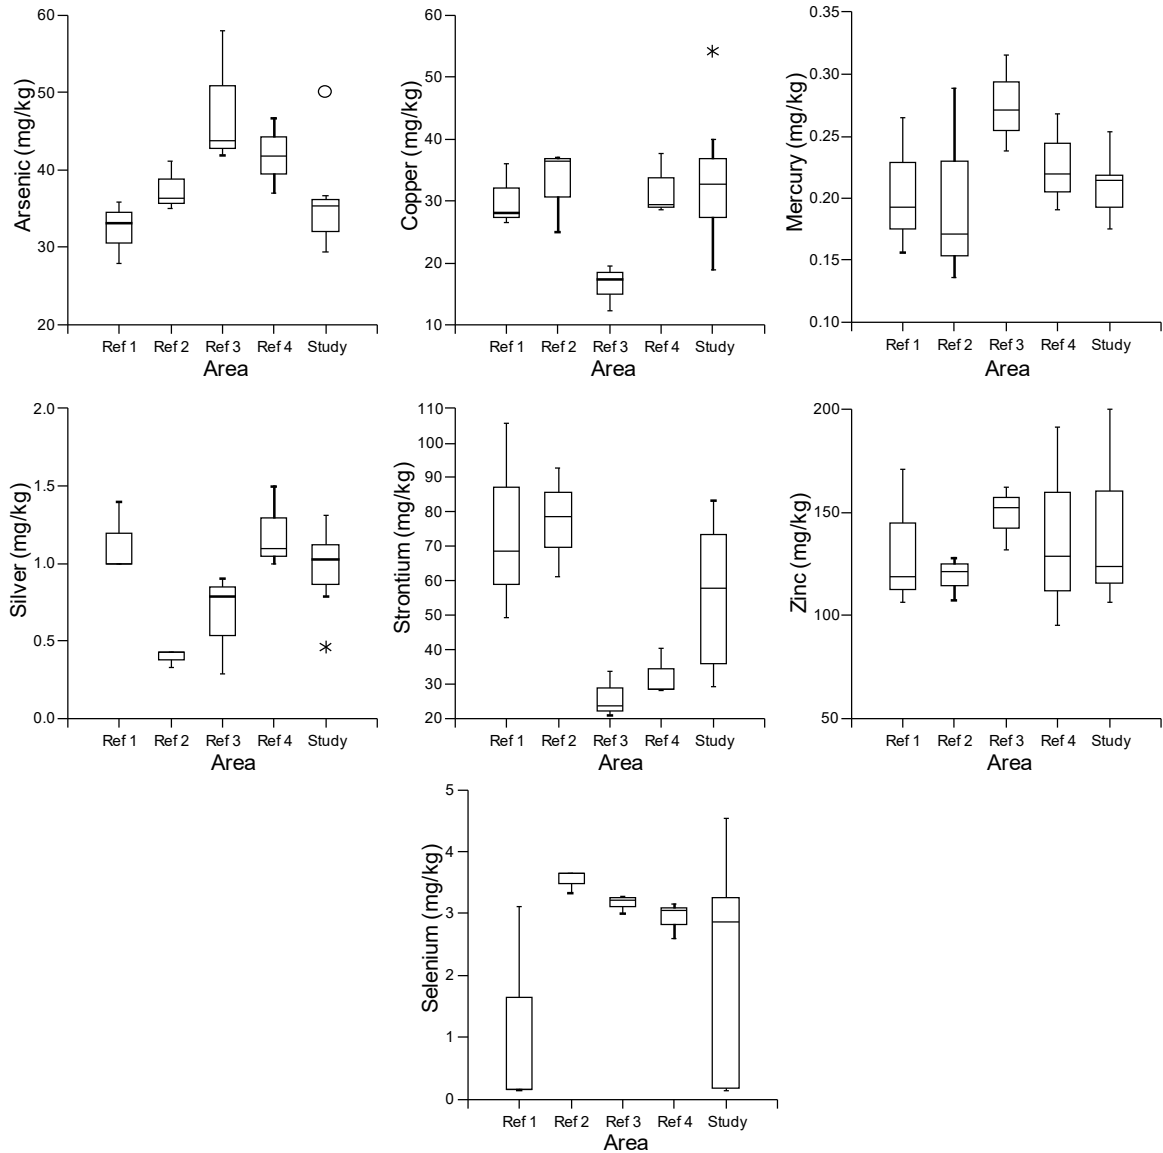 Arsenic (mg/kg)
60
50
40
30
20
Ref 1 Ref 2 Ref 3 Ref 4 Study
Area
Copper (mg/kg)
60
50
40
30
20
10
Ref 1 Ref 2 Ref 3 Ref 4 Study
Area
Mercury (mg/kg)
0.35
0.30
0.25
0.20
0.15
0.10
Ref 1 Ref 2 Ref 3 Ref 4 Study
Area
Silver (mg/kg)
2.0
1.5
1.0
0.5
0.0
Ref 1 Ref 2 Ref 3 Ref 4 Study
Area
Strontium (mg/kg)
110
100
90
80
70
60
50
40
30
20
Ref 1 Ref 2 Ref 3 Ref 4 Study
Area
Zinc (mg/kg)
200
150
100
50
Ref 1 Ref 2 Ref 3 Ref 4 Study
Area
Selenium (mg/kg)
5
4
3
2
1
0
Ref 1 Ref 2 Ref 3 Ref 4 Study
Area